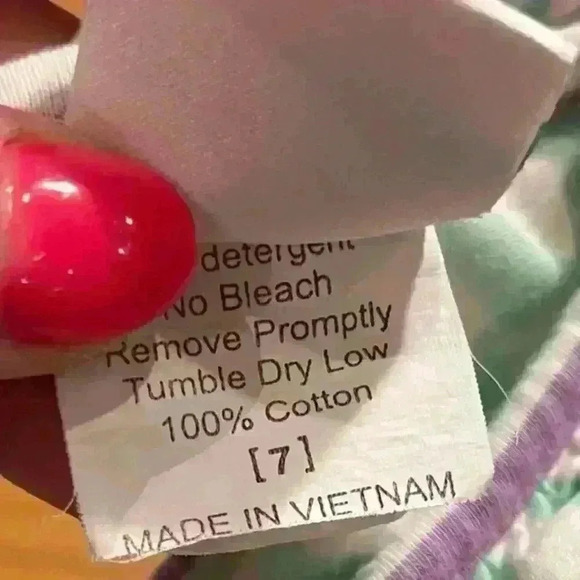 detergent
No Bleach
Remove Promptly
Tumble Dry Low
100% Cotton
[7]
MADE IN VIETNAM